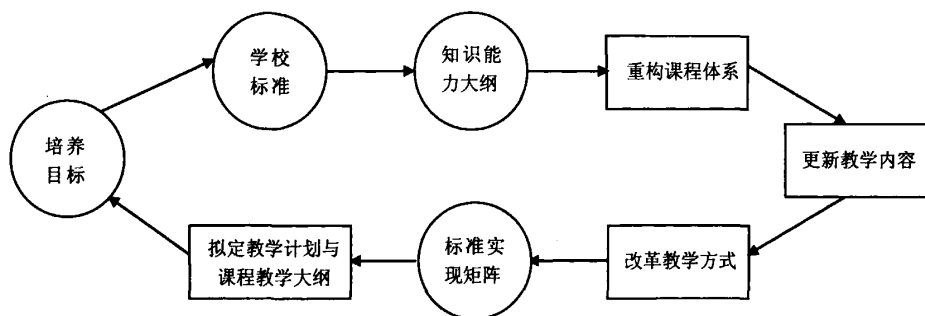 学校
标准
知识能
力大纲
重构课程体系
更新教学内容
培养
目标
拟定教学计划与
课程教学大纲
标准实
现矩阵
改革教学方式